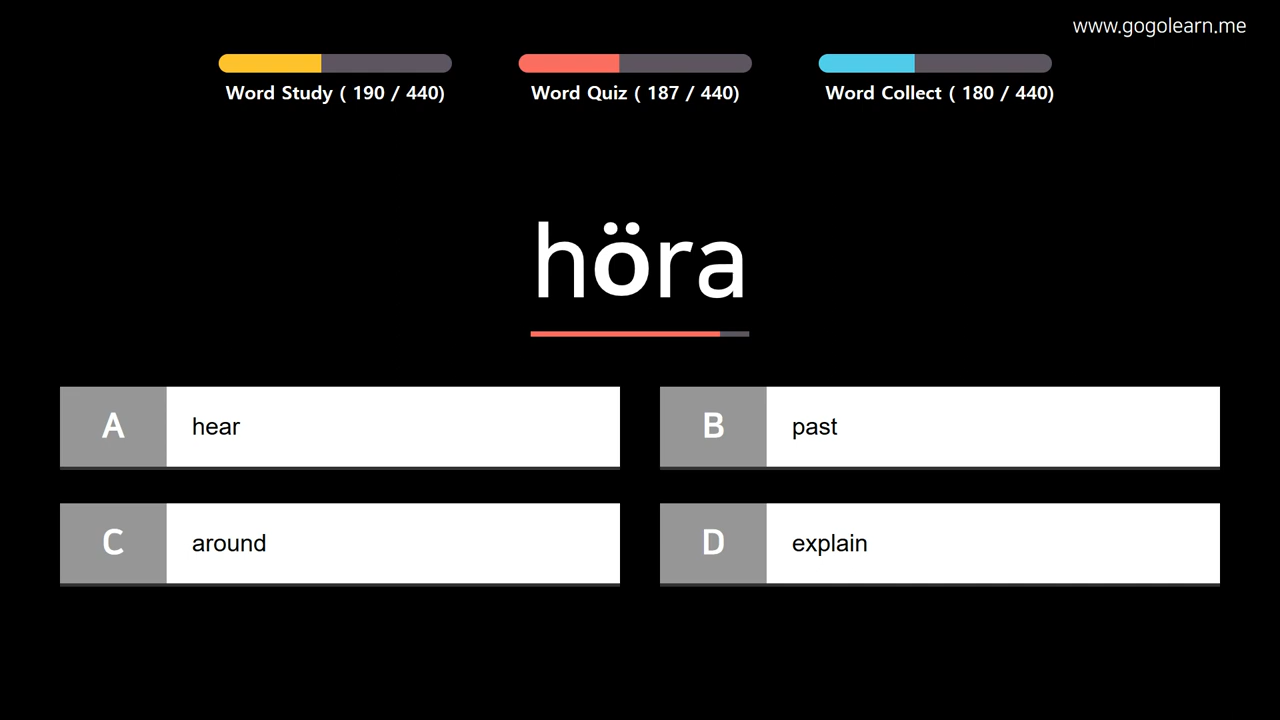 www.gogolearn.me
Word Study ( 190 / 440)
Word Quiz ( 187 / 440)
Word Collect ( 180 / 440)
höra
A hear
B past
C around
D explain